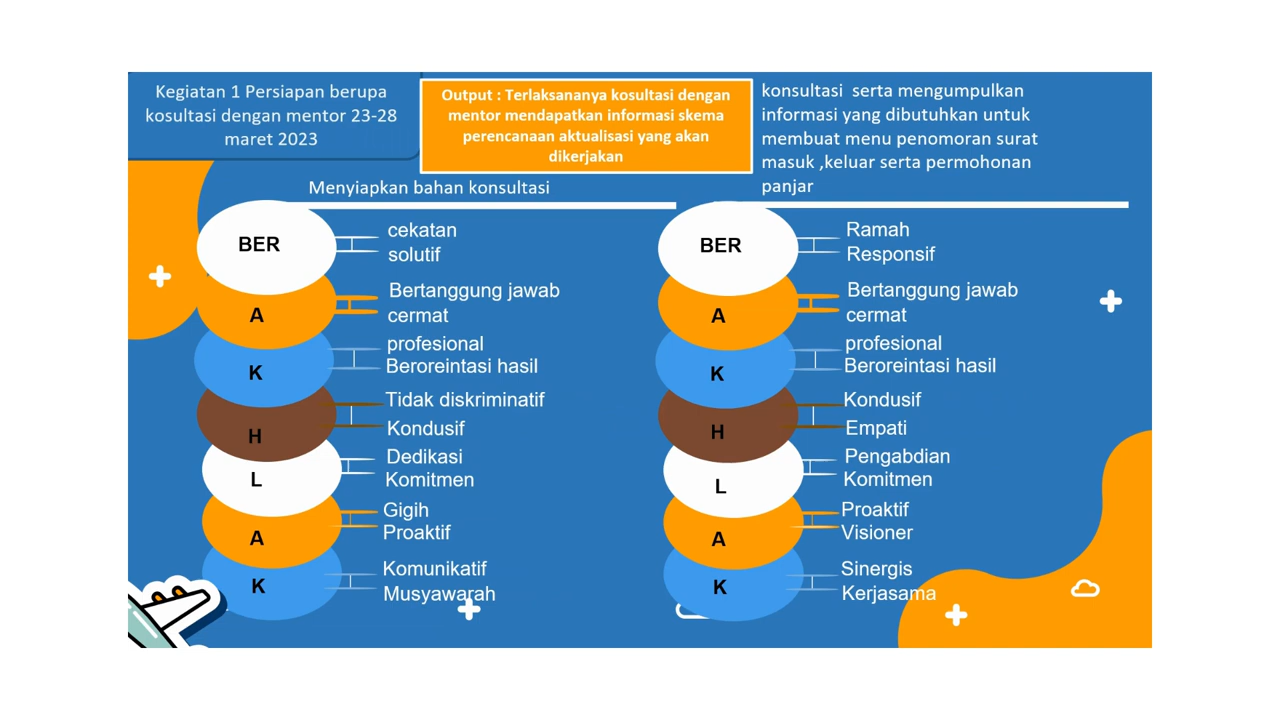 Kegiatan 1 Persiapan berupa
kosultasi dengan mentor 23-28
maret 2023
Output : Terlaksananya kosultasi dengan
mentor mendapatkan informasi skema
perencanaan aktualisasi yang akan
dikerjakan
konsultasi serta mengumpulkan
informasi yang dibutuhkan untuk
membuat menu penomoran surat
masuk ,keluar serta permohonan
panjar
Menyiapkan bahan konsultasi
BER
cekatan
solutif
A
Bertanggung jawab
cermat
K
profesional
Beroreintasi hasil
H
Tidak diskriminatif
Kondusif
L
Dedikasi
Komitmen
A
Gigih
Proaktif
K
Komunikatif
Musyawarah
BER
Ramah
Responsif
A
Bertanggung jawab
cermat
K
profesional
Beroreintasi hasil
H
Kondusif
Empati
L
Pengabdian
Komitmen
A
Proaktif
Visioner
K
Sinergis
Kerjasama